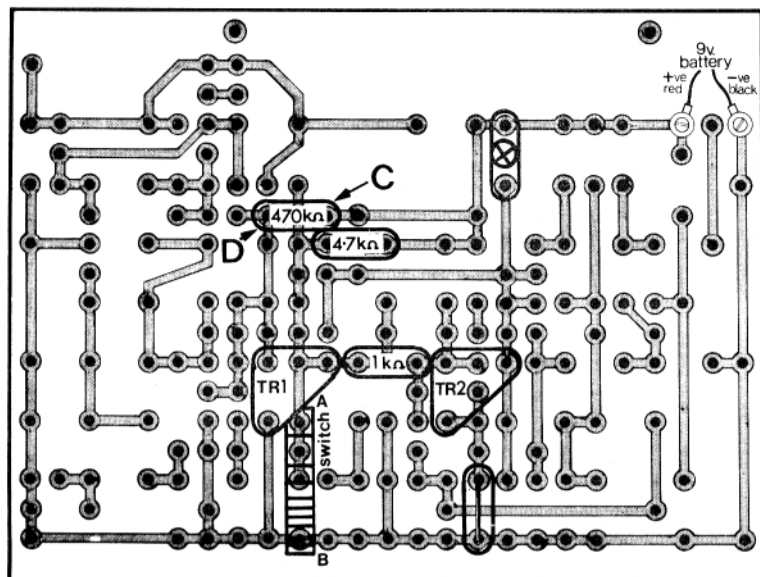 9v.
battery
+ve
red
−ve
black
C
470kΩ
D
4·7kΩ
1kΩ
TR1
TR2
A
switch
B